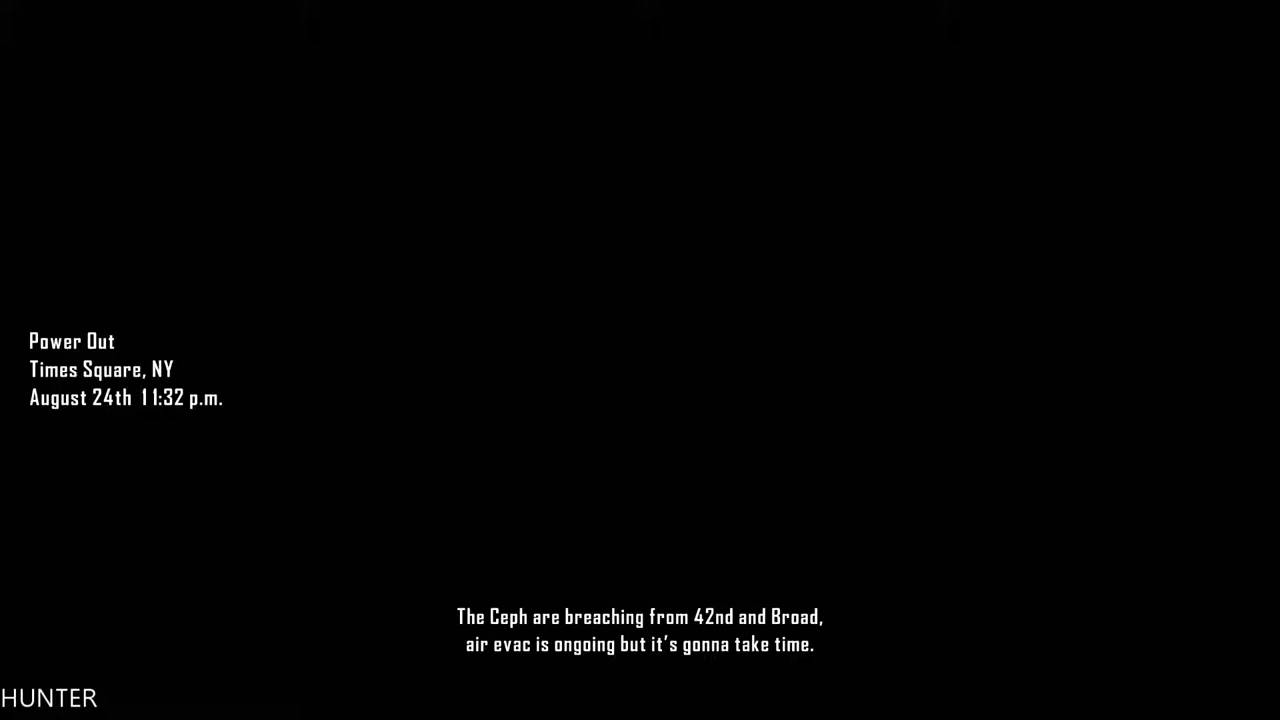 Power Out
Times Square, NY
August 24th 11:32 p.m.
The Ceph are breaching from 42nd and Broad,
air evac is ongoing but it's gonna take time.
HUNTER